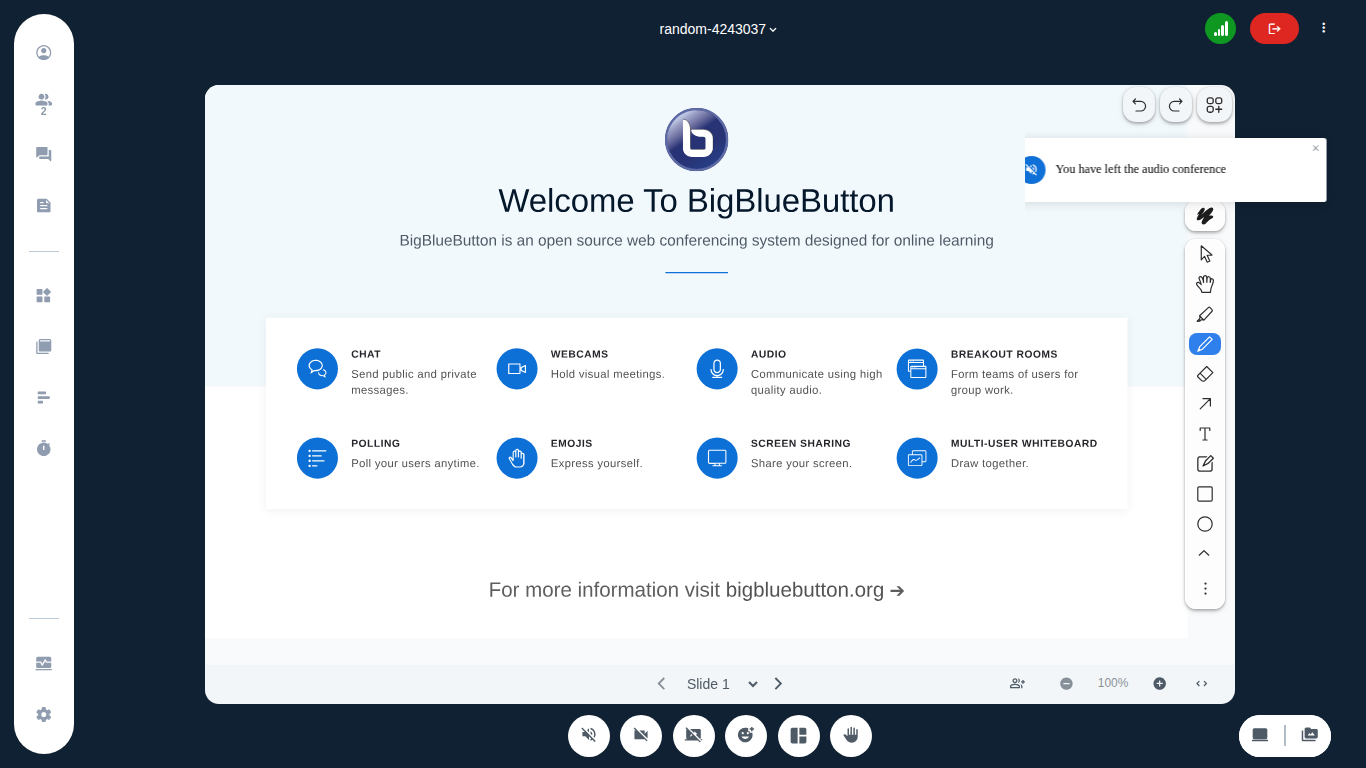 random-4243037
2
You have left the audio conference
Welcome To BigBlueButton
BigBlueButton is an open source web conferencing system designed for online learning
CHAT
Send public and private
messages.
WEBCAMS
Hold visual meetings.
AUDIO
Communicate using high
quality audio.
BREAKOUT ROOMS
Form teams of users for
group work.
POLLING
Poll your users anytime.
EMOJIS
Express yourself.
SCREEN SHARING
Share your screen.
MULTI-USER WHITEBOARD
Draw together.
For more information visit bigbluebutton.org ➔
Slide 1
100%